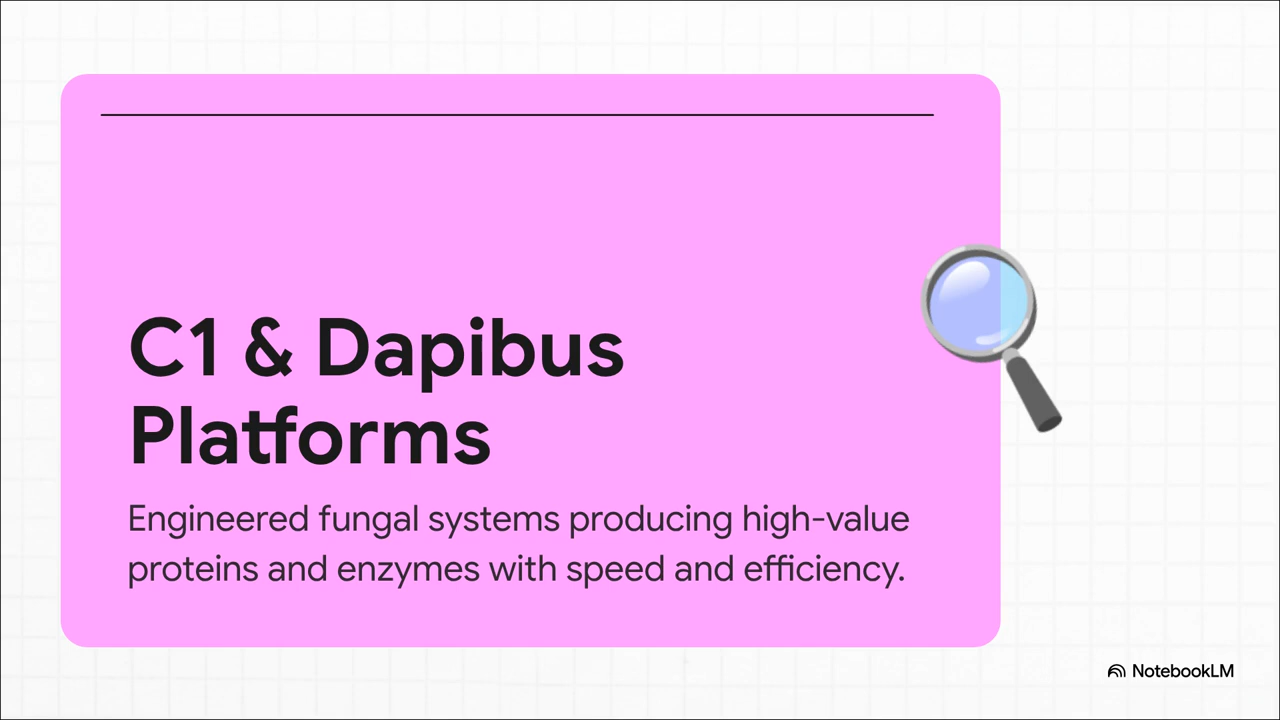 C1 & Dapibus
Platforms
Engineered fungal systems producing high-value
proteins and enzymes with speed and efficiency.
NotebookLM